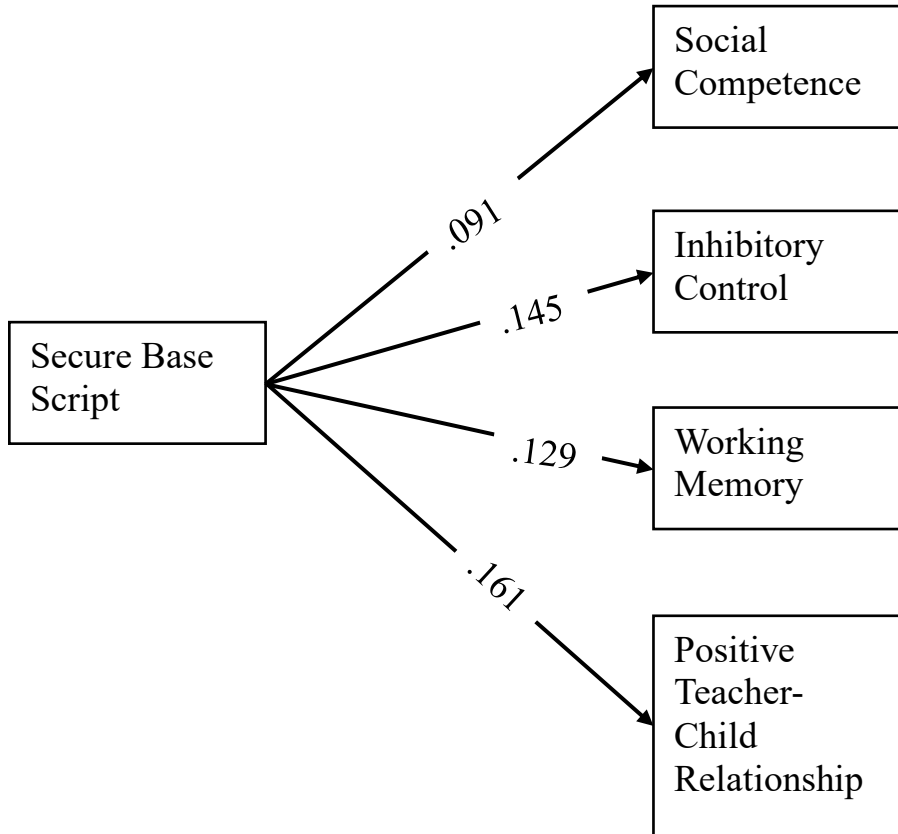 Social
Competence
.091
Inhibitory
Control
.145
Secure Base
Script
Working
Memory
.129
.161
Positive
Teacher-
Child
Relationship